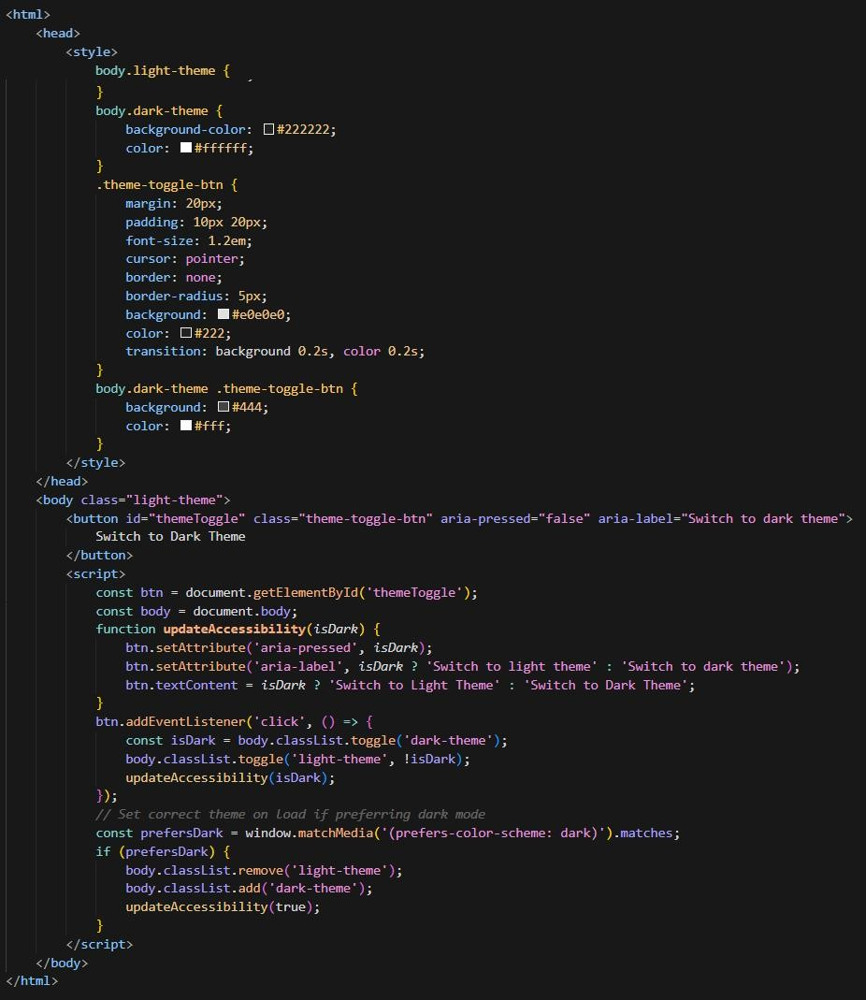 <html>
    <head>
        <style>
            body.light-theme {
            }
            body.dark-theme {
                background-color: #222222;
                color: #ffffff;
            }
            .theme-toggle-btn {
                margin: 20px;
                padding: 10px 20px;
                font-size: 1.2em;
                cursor: pointer;
                border: none;
                border-radius: 5px;
                background: #e0e0e0;
                color: #222;
                transition: background 0.2s, color 0.2s;
            }
            body.dark-theme .theme-toggle-btn {
                background: #444;
                color: #fff;
            }
        </style>
    </head>
    <body class="light-theme">
        <button id="themeToggle" class="theme-toggle-btn" aria-pressed="false" aria-label="Switch to dark theme">
            Switch to Dark Theme
        </button>
        <script>
            const btn = document.getElementById('themeToggle');
            const body = document.body;
            function updateAccessibility(isDark) {
                btn.setAttribute('aria-pressed', isDark);
                btn.setAttribute('aria-label', isDark ? 'Switch to light theme' : 'Switch to dark theme');
                btn.textContent = isDark ? 'Switch to Light Theme' : 'Switch to Dark Theme';
            }
            btn.addEventListener('click', () => {
                const isDark = body.classList.toggle('dark-theme');
                body.classList.toggle('light-theme', !isDark);
                updateAccessibility(isDark);
            });
            // Set correct theme on load if preferring dark mode
            const prefersDark = window.matchMedia('(prefers-color-scheme: dark)').matches;
            if (prefersDark) {
                body.classList.remove('light-theme');
                body.classList.add('dark-theme');
                updateAccessibility(true);
            }
        </script>
    </body>
</html>